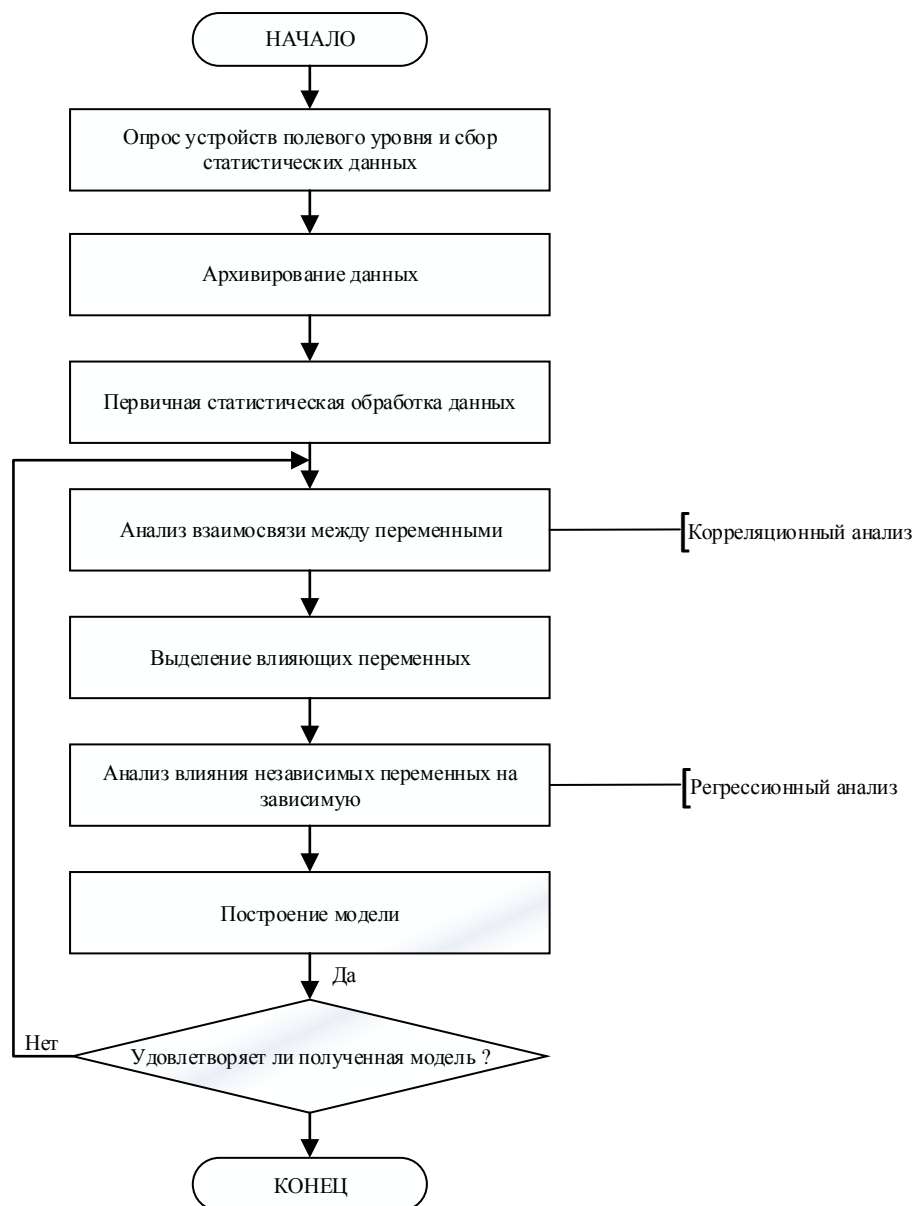 НАЧАЛО
Опрос устройств полевого уровня и сбор
статистических данных
Архивирование данных
Первичная статистическая обработка данных
Анализ взаимосвязи между переменными
Корреляционный анализ
Выделение влияющих переменных
Анализ влияния независимых переменных на
зависимую
Регрессионный анализ
Построение модели
Да
Нет
Удовлетворяет ли полученная модель ?
КОНЕЦ